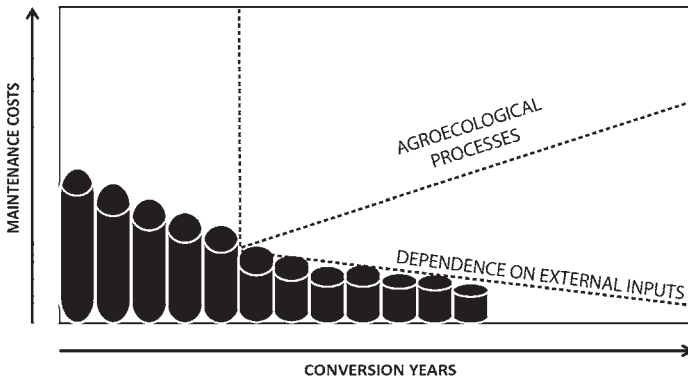 MAINTENANCE COSTS
AGROECOLOGICAL
PROCESSES
DEPENDENCE ON EXTERNAL INPUTS
CONVERSION YEARS